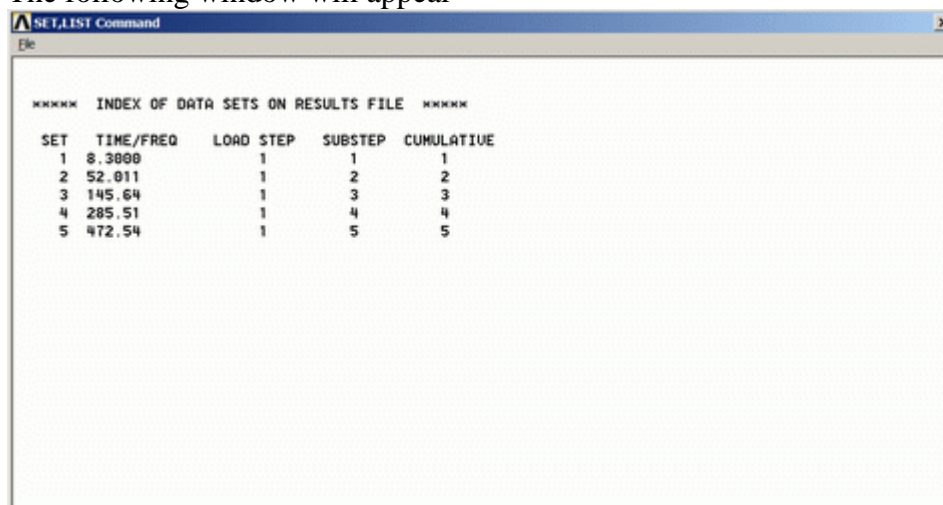 The following window will appear
SET,LIST Command
File
***** INDEX OF DATA SETS ON RESULTS FILE *****
SET TIME/FREQ LOAD STEP SUBSTEP CUMULATIVE
1 8.3000 1 1 1
2 52.011 1 2 2
3 145.64 1 3 3
4 285.51 1 4 4
5 472.54 1 5 5